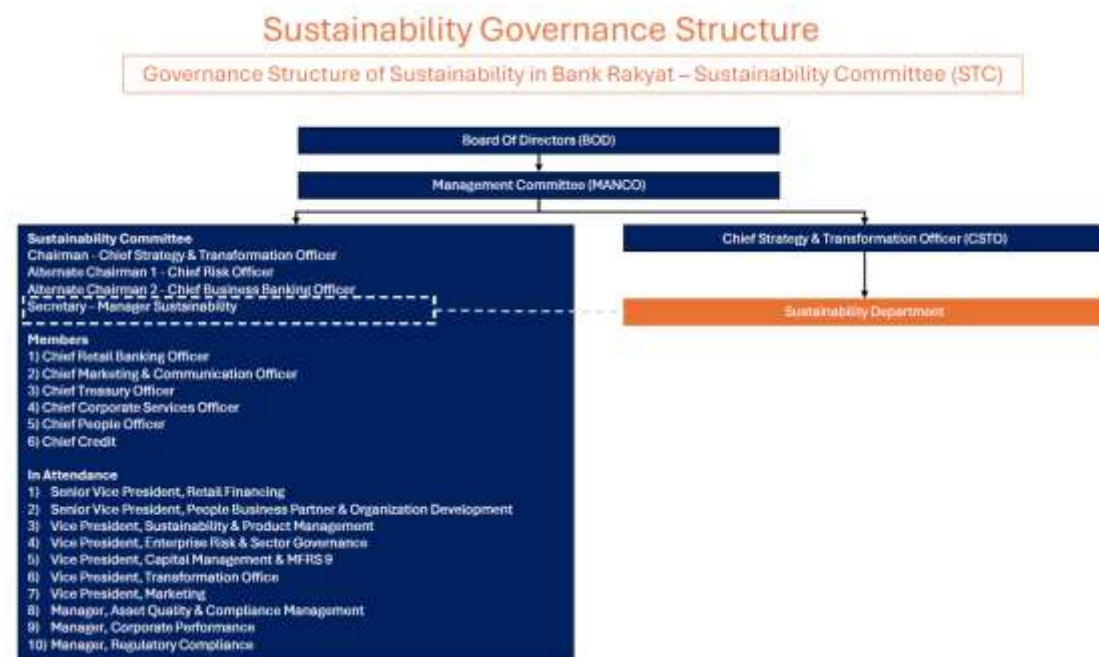 Sustainability Governance Structure
Governance Structure of Sustainability in Bank Rakyat – Sustainability Committee (STC)
Board Of Directors (BOD)
Management Committee (MANCO)
Sustainability Committee
Chairman - Chief Strategy & Transformation Officer
Alternate Chairman 1 - Chief Risk Officer
Alternate Chairman 2 - Chief Business Banking Officer
Secretary – Manager Sustainability
Members
1) Chief Retail Banking Officer
2) Chief Marketing & Communication Officer
3) Chief Treasury Officer
4) Chief Corporate Services Officer
5) Chief People Officer
6) Chief Credit
In Attendance
1) Senior Vice President, Retail Financing
2) Senior Vice President, People Business Partner & Organization Development
3) Vice President, Sustainability & Product Management
4) Vice President, Enterprise Risk & Sector Governance
5) Vice President, Capital Management & MFRS 9
6) Vice President, Transformation Office
7) Vice President, Marketing
8) Manager, Asset Quality & Compliance Management
9) Manager, Corporate Performance
10) Manager, Regulatory Compliance
Chief Strategy & Transformation Officer (CSTO)
Sustainability Department